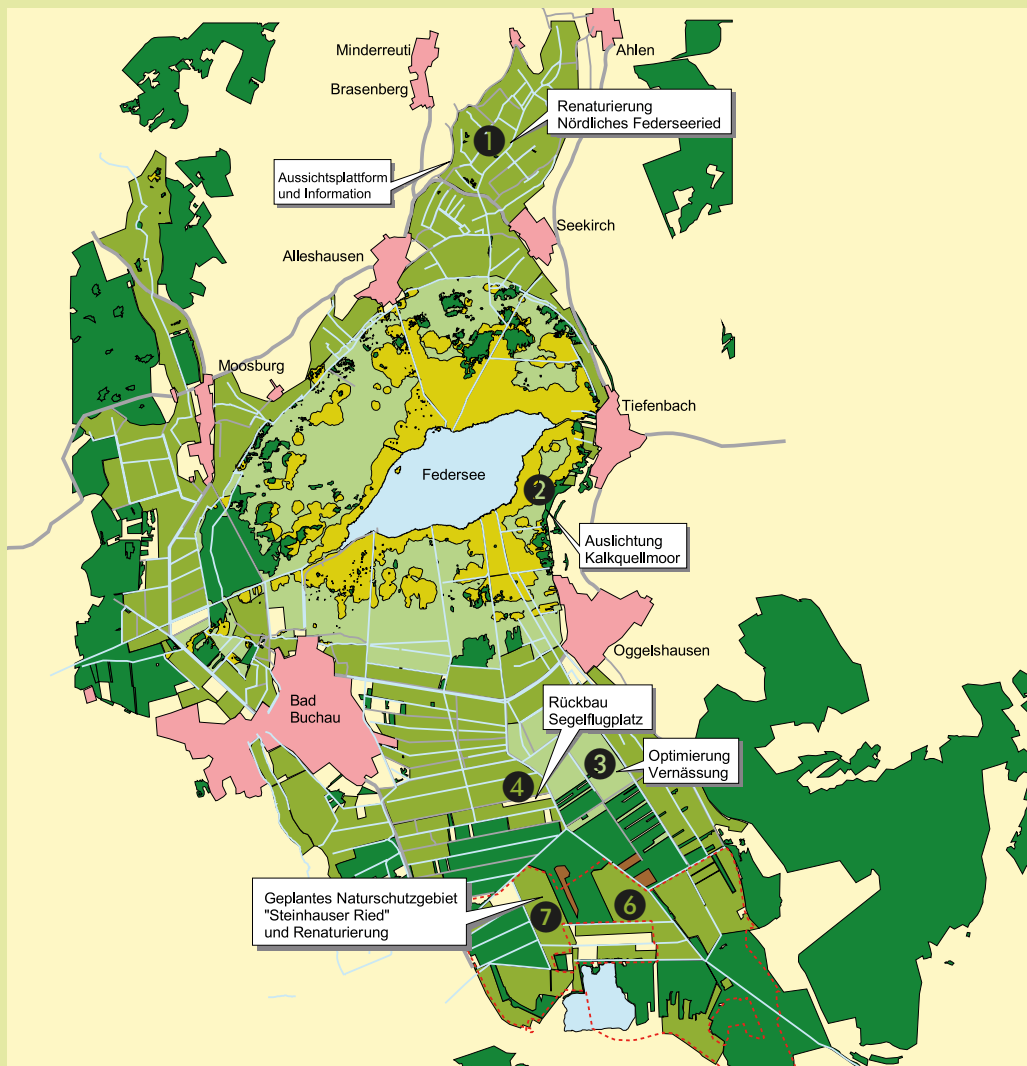 Minderreuti
Ahlen
Brasenberg
Renaturierung
Nördliches Federseeried
1
Aussichtsplattform
und Information
Seekirch
Alleshausen
Moosburg
Tiefenbach
Federsee
2
Auslichtung
Kalkquellmoor
Oggelshausen
Bad
Buchau
Rückbau
Segelflugplatz
3
Optimierung
Vernässung
4
Geplantes Naturschutzgebiet
"Steinhauser Ried"
und Renaturierung
7
6